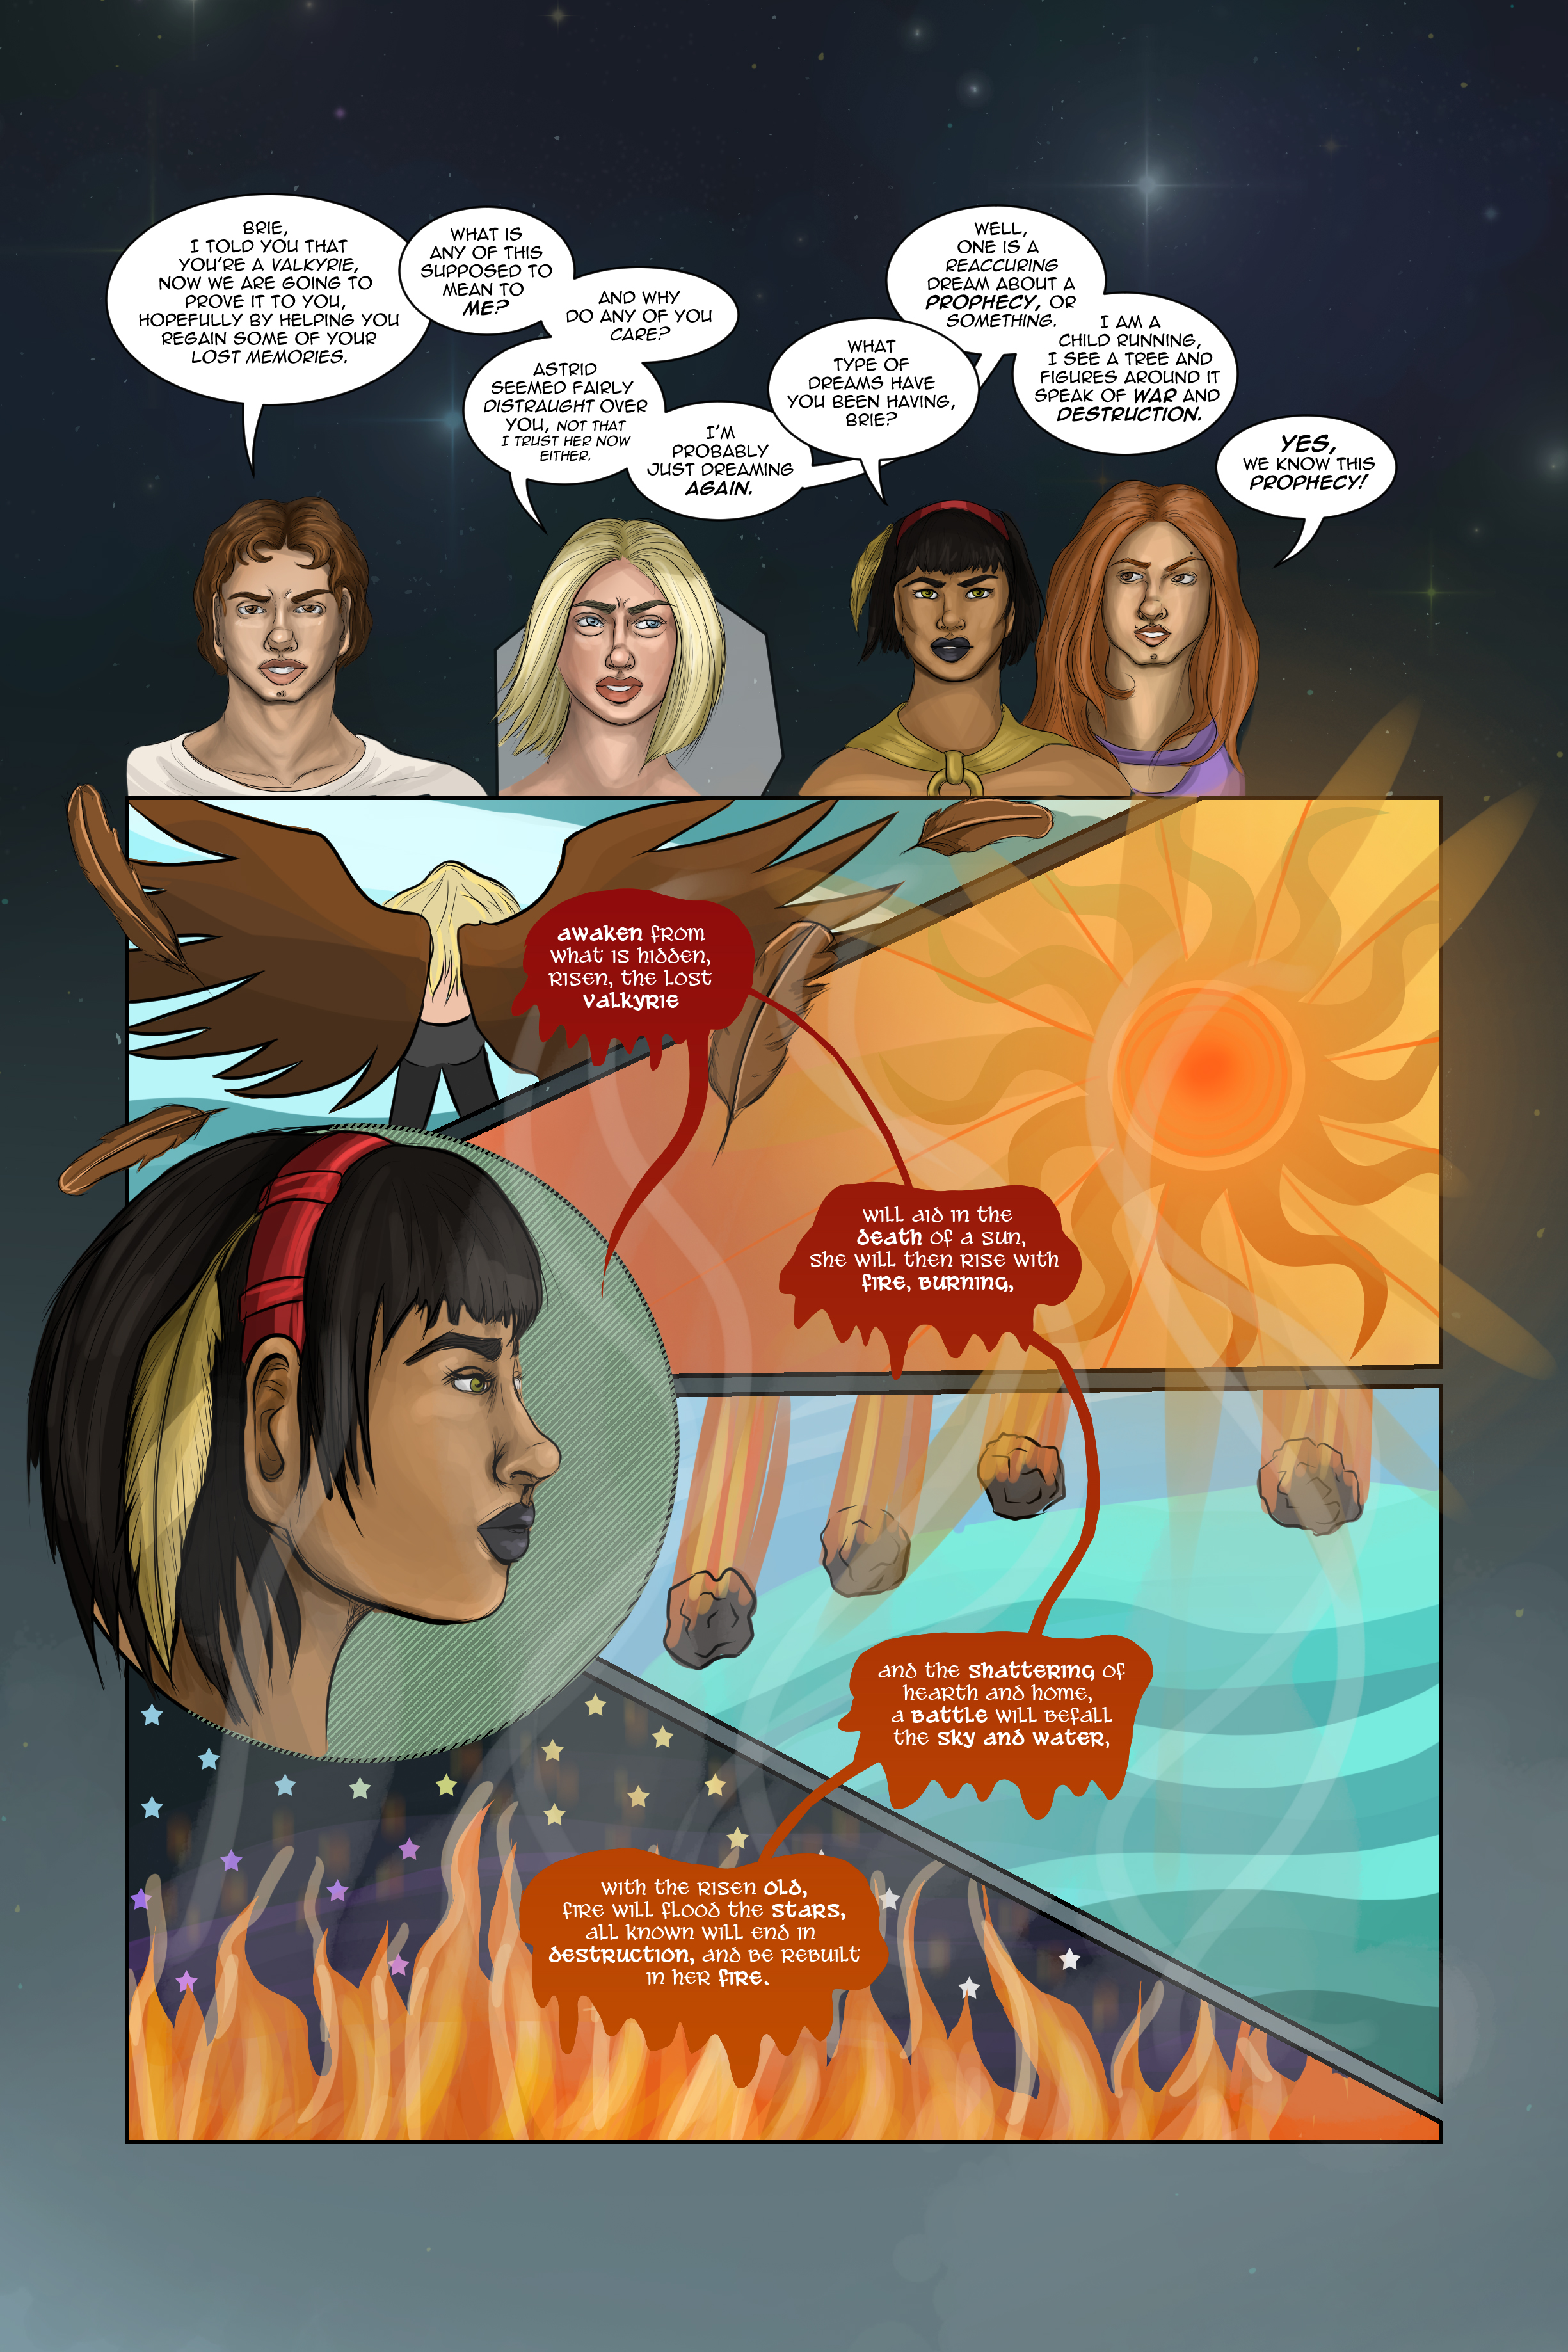 BRIE,
I TOLD YOU THAT
YOU'RE A VALKYRIE,
NOW WE ARE GOING TO
PROVE IT TO YOU,
HOPEFULLY BY HELPING YOU
REGAIN SOME OF YOUR
LOST MEMORIES.
WHAT IS
ANY OF THIS
SUPPOSED TO
MEAN TO
ME?
AND WHY
DO ANY OF YOU
CARE?
ASTRID
SEEMED FAIRLY
DISTRAUGHT OVER
YOU, NOT THAT
I TRUST HER NOW
EITHER.
I'M
PROBABLY
JUST DREAMING
AGAIN.
WHAT
TYPE OF
DREAMS HAVE
YOU BEEN HAVING,
BRIE?
WELL,
ONE IS A
REACCURING
DREAM ABOUT A
PROPHECY, OR
SOMETHING.
I AM A
CHILD RUNNING,
I SEE A TREE AND
FIGURES AROUND IT
SPEAK OF WAR AND
DESTRUCTION.
YES,
WE KNOW THIS
PROPHECY!
awaken from
what is hidden,
risen, the lost
valkyrie
will aid in the
death of a sun,
she will then rise with
fire, burning,
and the shattering of
hearth and home,
a battle will befall
the sky and water,
with the risen old,
fire will flood the stars,
all known will end in
destruction, and be rebuilt
in her fire.